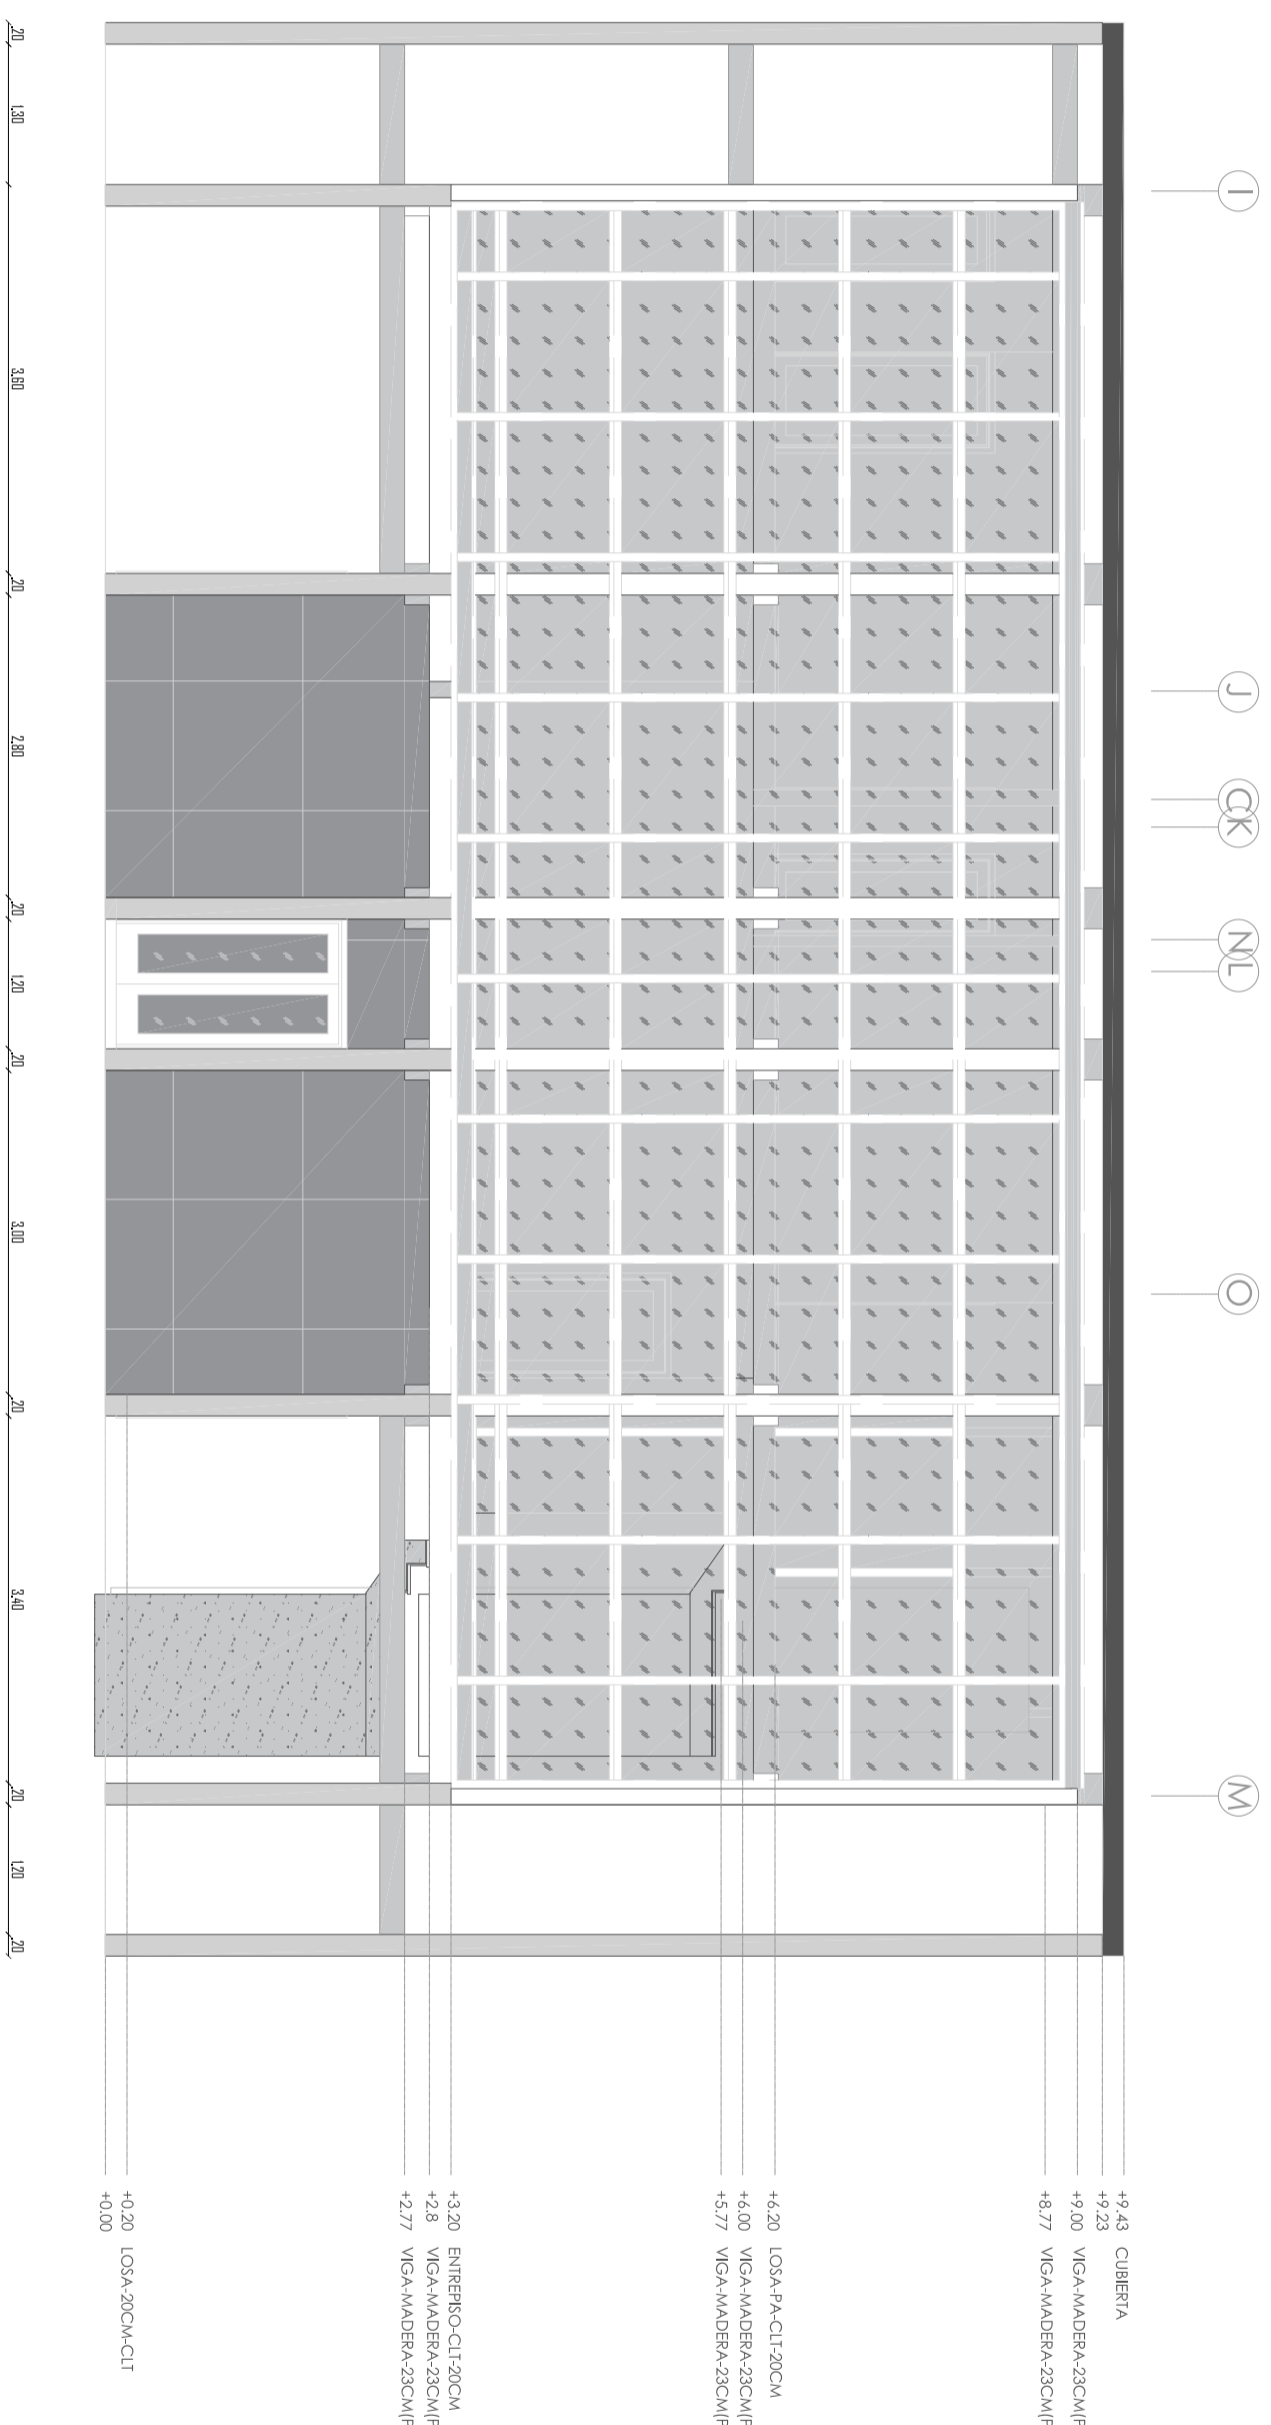 I
J
C
K
N
L
O
M
+9.43 CUBIERTA
+9.23
+9.00 VIGA-MADERA-23CM(F
+8.77 VIGA-MADERA-23CM(F
+6.20 LOSA-PA-CLT-20CM
+6.00 VIGA-MADERA-23CM(F
+5.77 VIGA-MADERA-23CM(F
+3.20 ENTREPISO-CLT-20CM
+2.8 VIGA-MADERA-23CM(F
+2.77 VIGA-MADERA-23CM(F
+0.20 LOSA-20CM-CLT
+0.00
.20 1.30 3.60 .20 2.80 .20 1.20 .20 3.00 .20 3.40 .20 1.20 .20